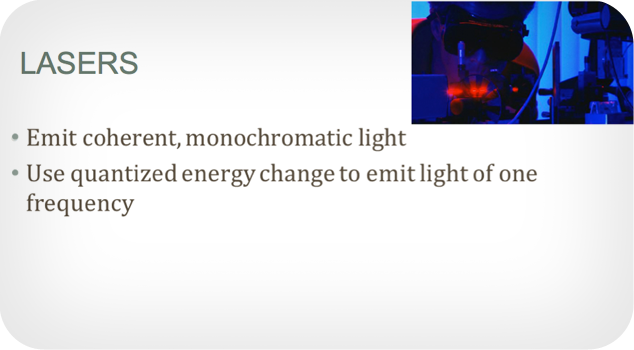 LASERS
• Emit coherent, monochromatic light
• Use quantized energy change to emit light of one
frequency